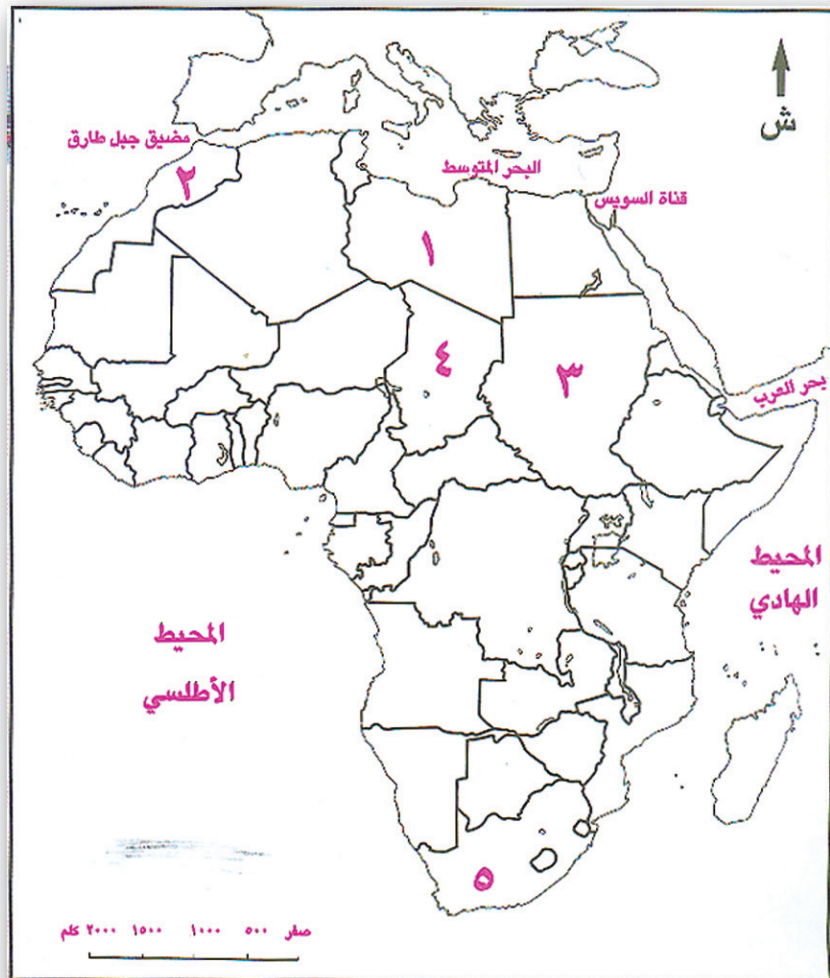 ش
مضيق جبل طارق
٢
البحر المتوسط
قناة السويس
١
٤
٣
بحر العرب
المحيط
الهادي
المحيط
الأطلسي
٥
صفر ٥٠٠ ١٠٠٠ ١٥٠٠ ٢٠٠٠ كلم